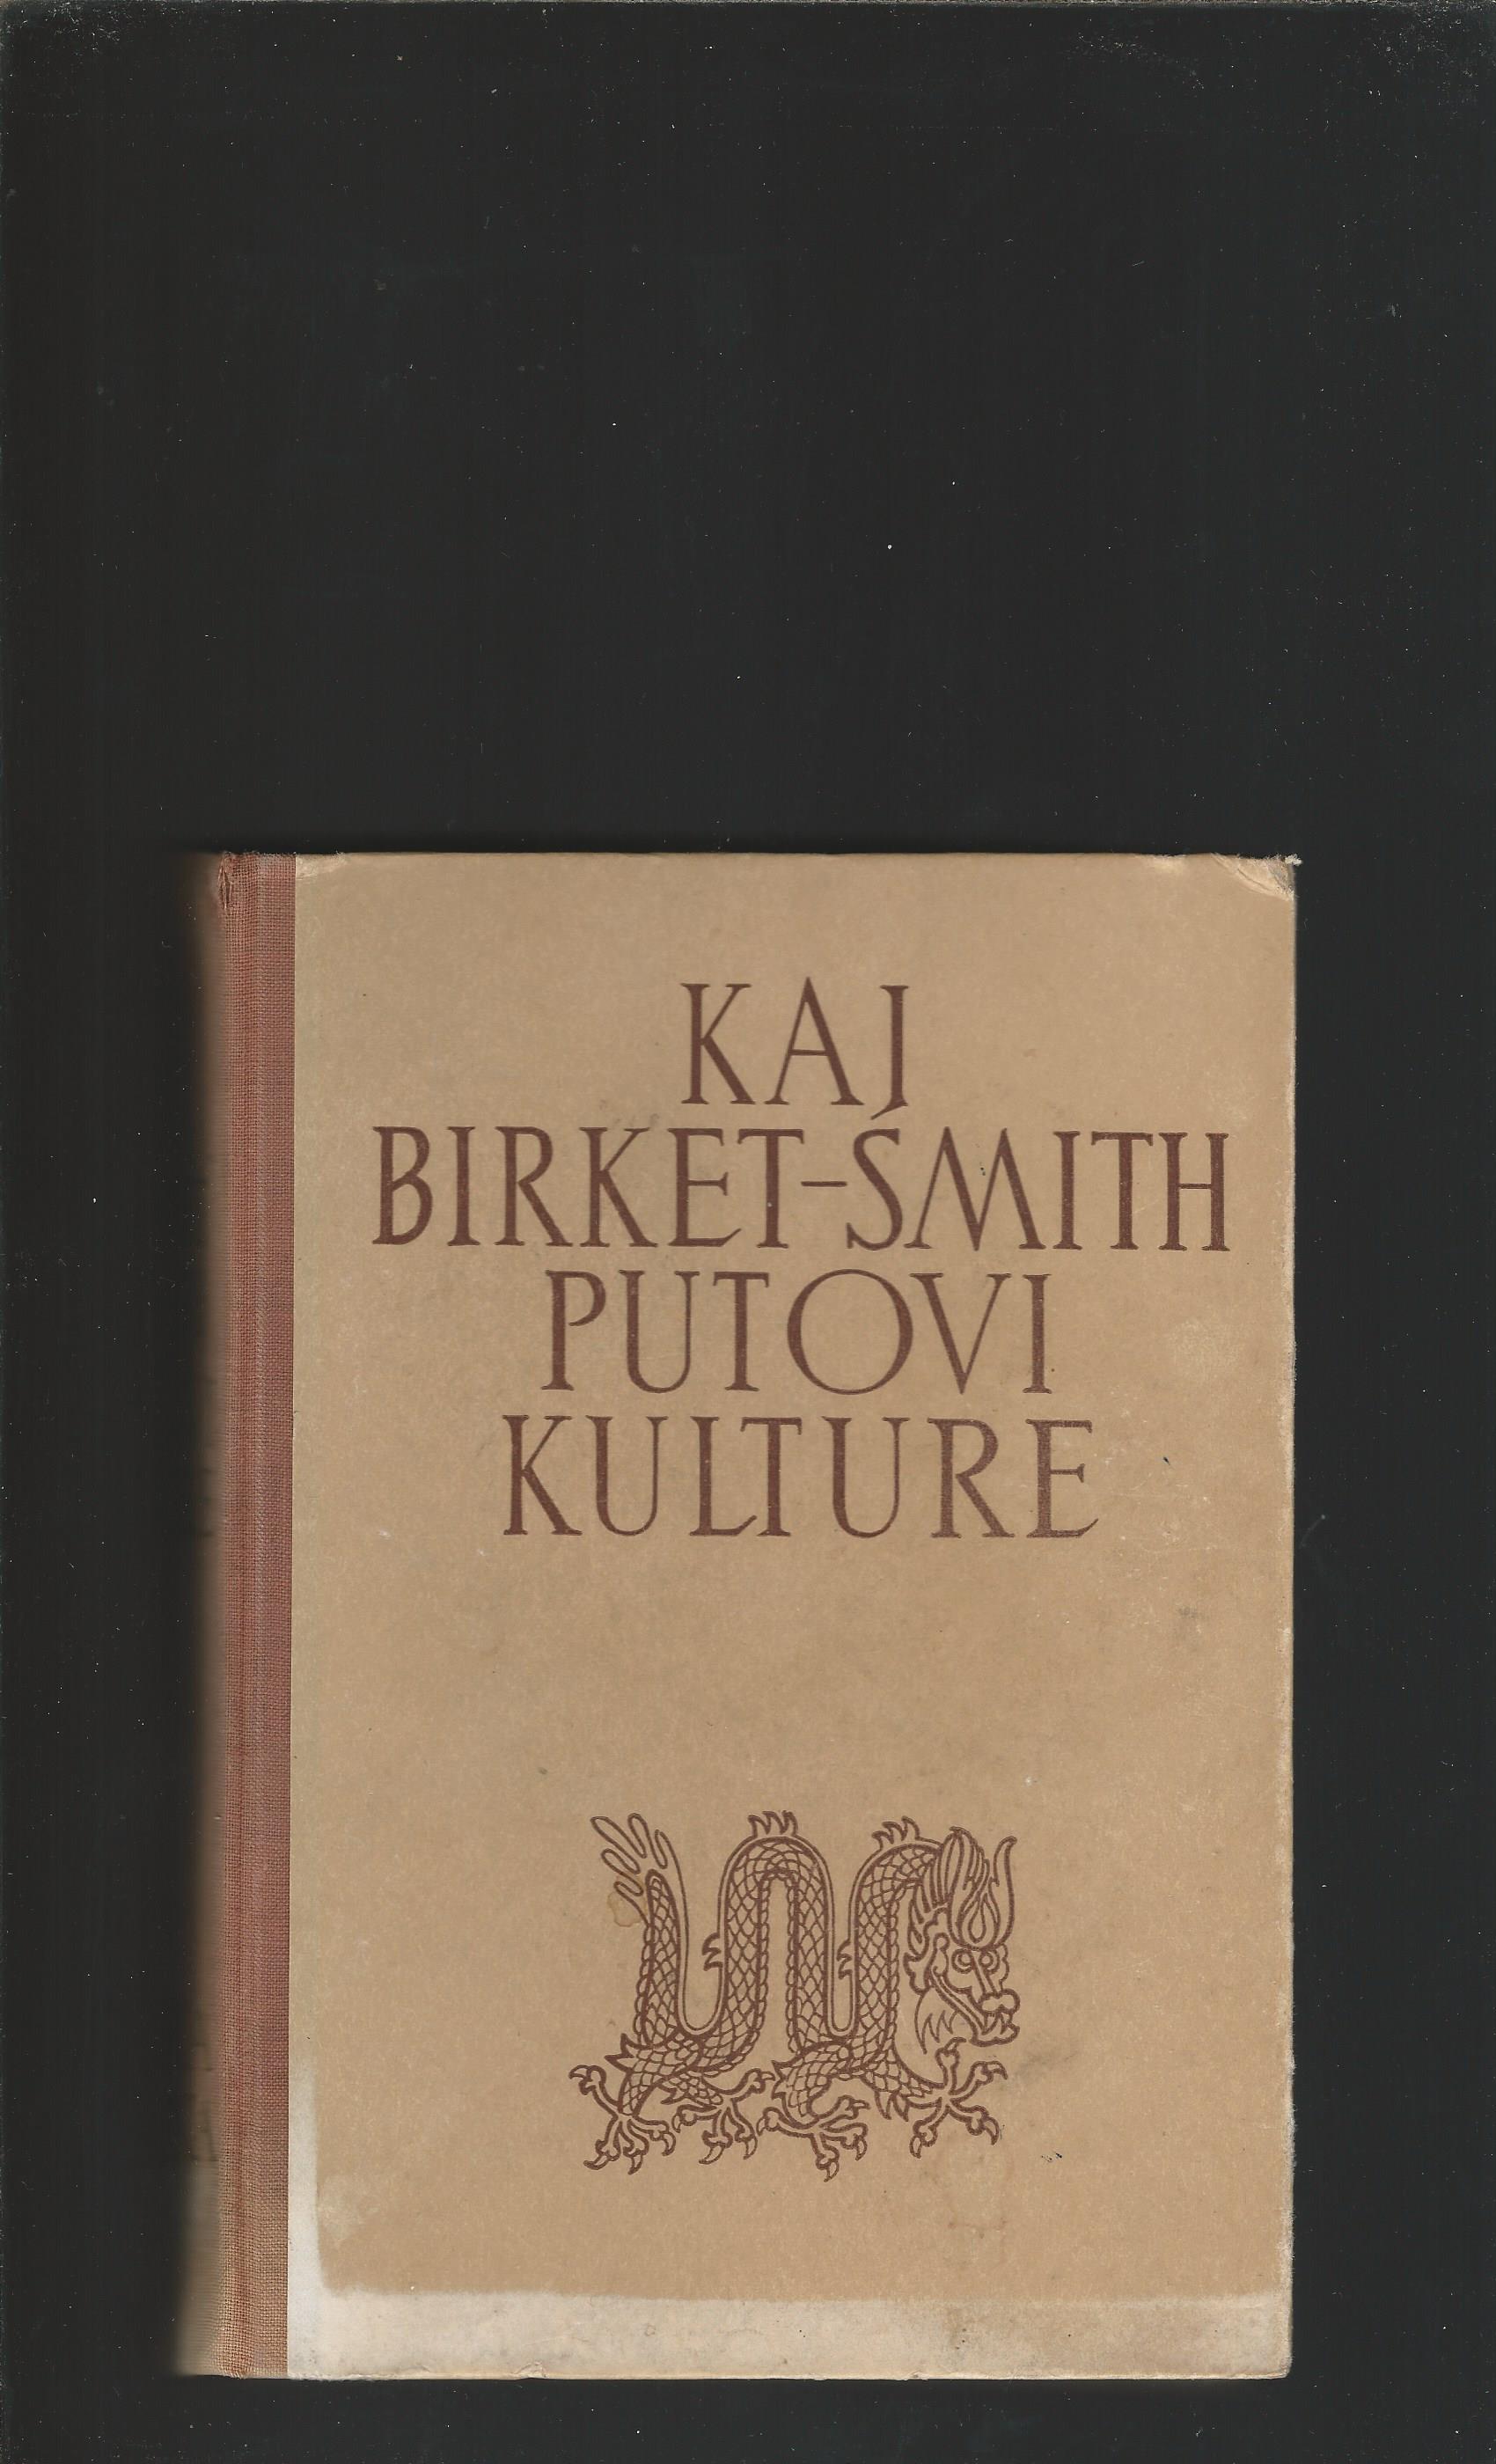 KAJ
BIRKET-SMITH
PUTOVI
KULTURE